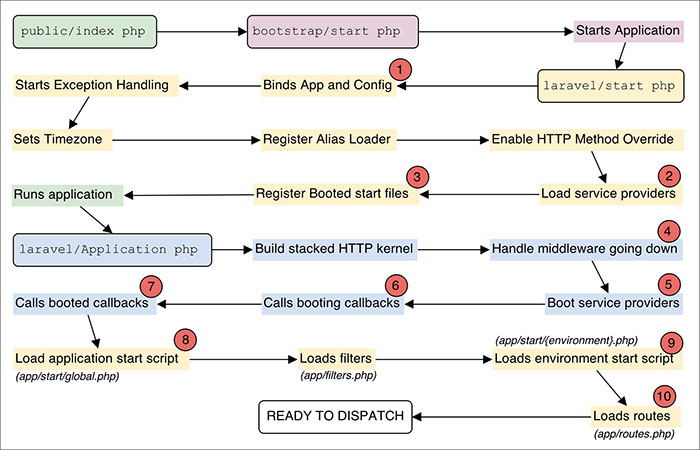 public/index php
bootstrap/start php
Starts Application
1
Starts Exception Handling
Binds App and Config
laravel/start php
Sets Timezone
Register Alias Loader
Enable HTTP Method Override
3
2
Runs application
Register Booted start files
Load service providers
4
laravel/Application php
Build stacked HTTP kernel
Handle middleware going down
7
6
5
Calls booted callbacks
Calls booting callbacks
Boot service providers
8
(app/start/{environment}.php)
9
Load application start script
Loads filters
Loads environment start script
(app/start/global.php)
(app/filters.php)
10
READY TO DISPATCH
Loads routes
(app/routes.php)